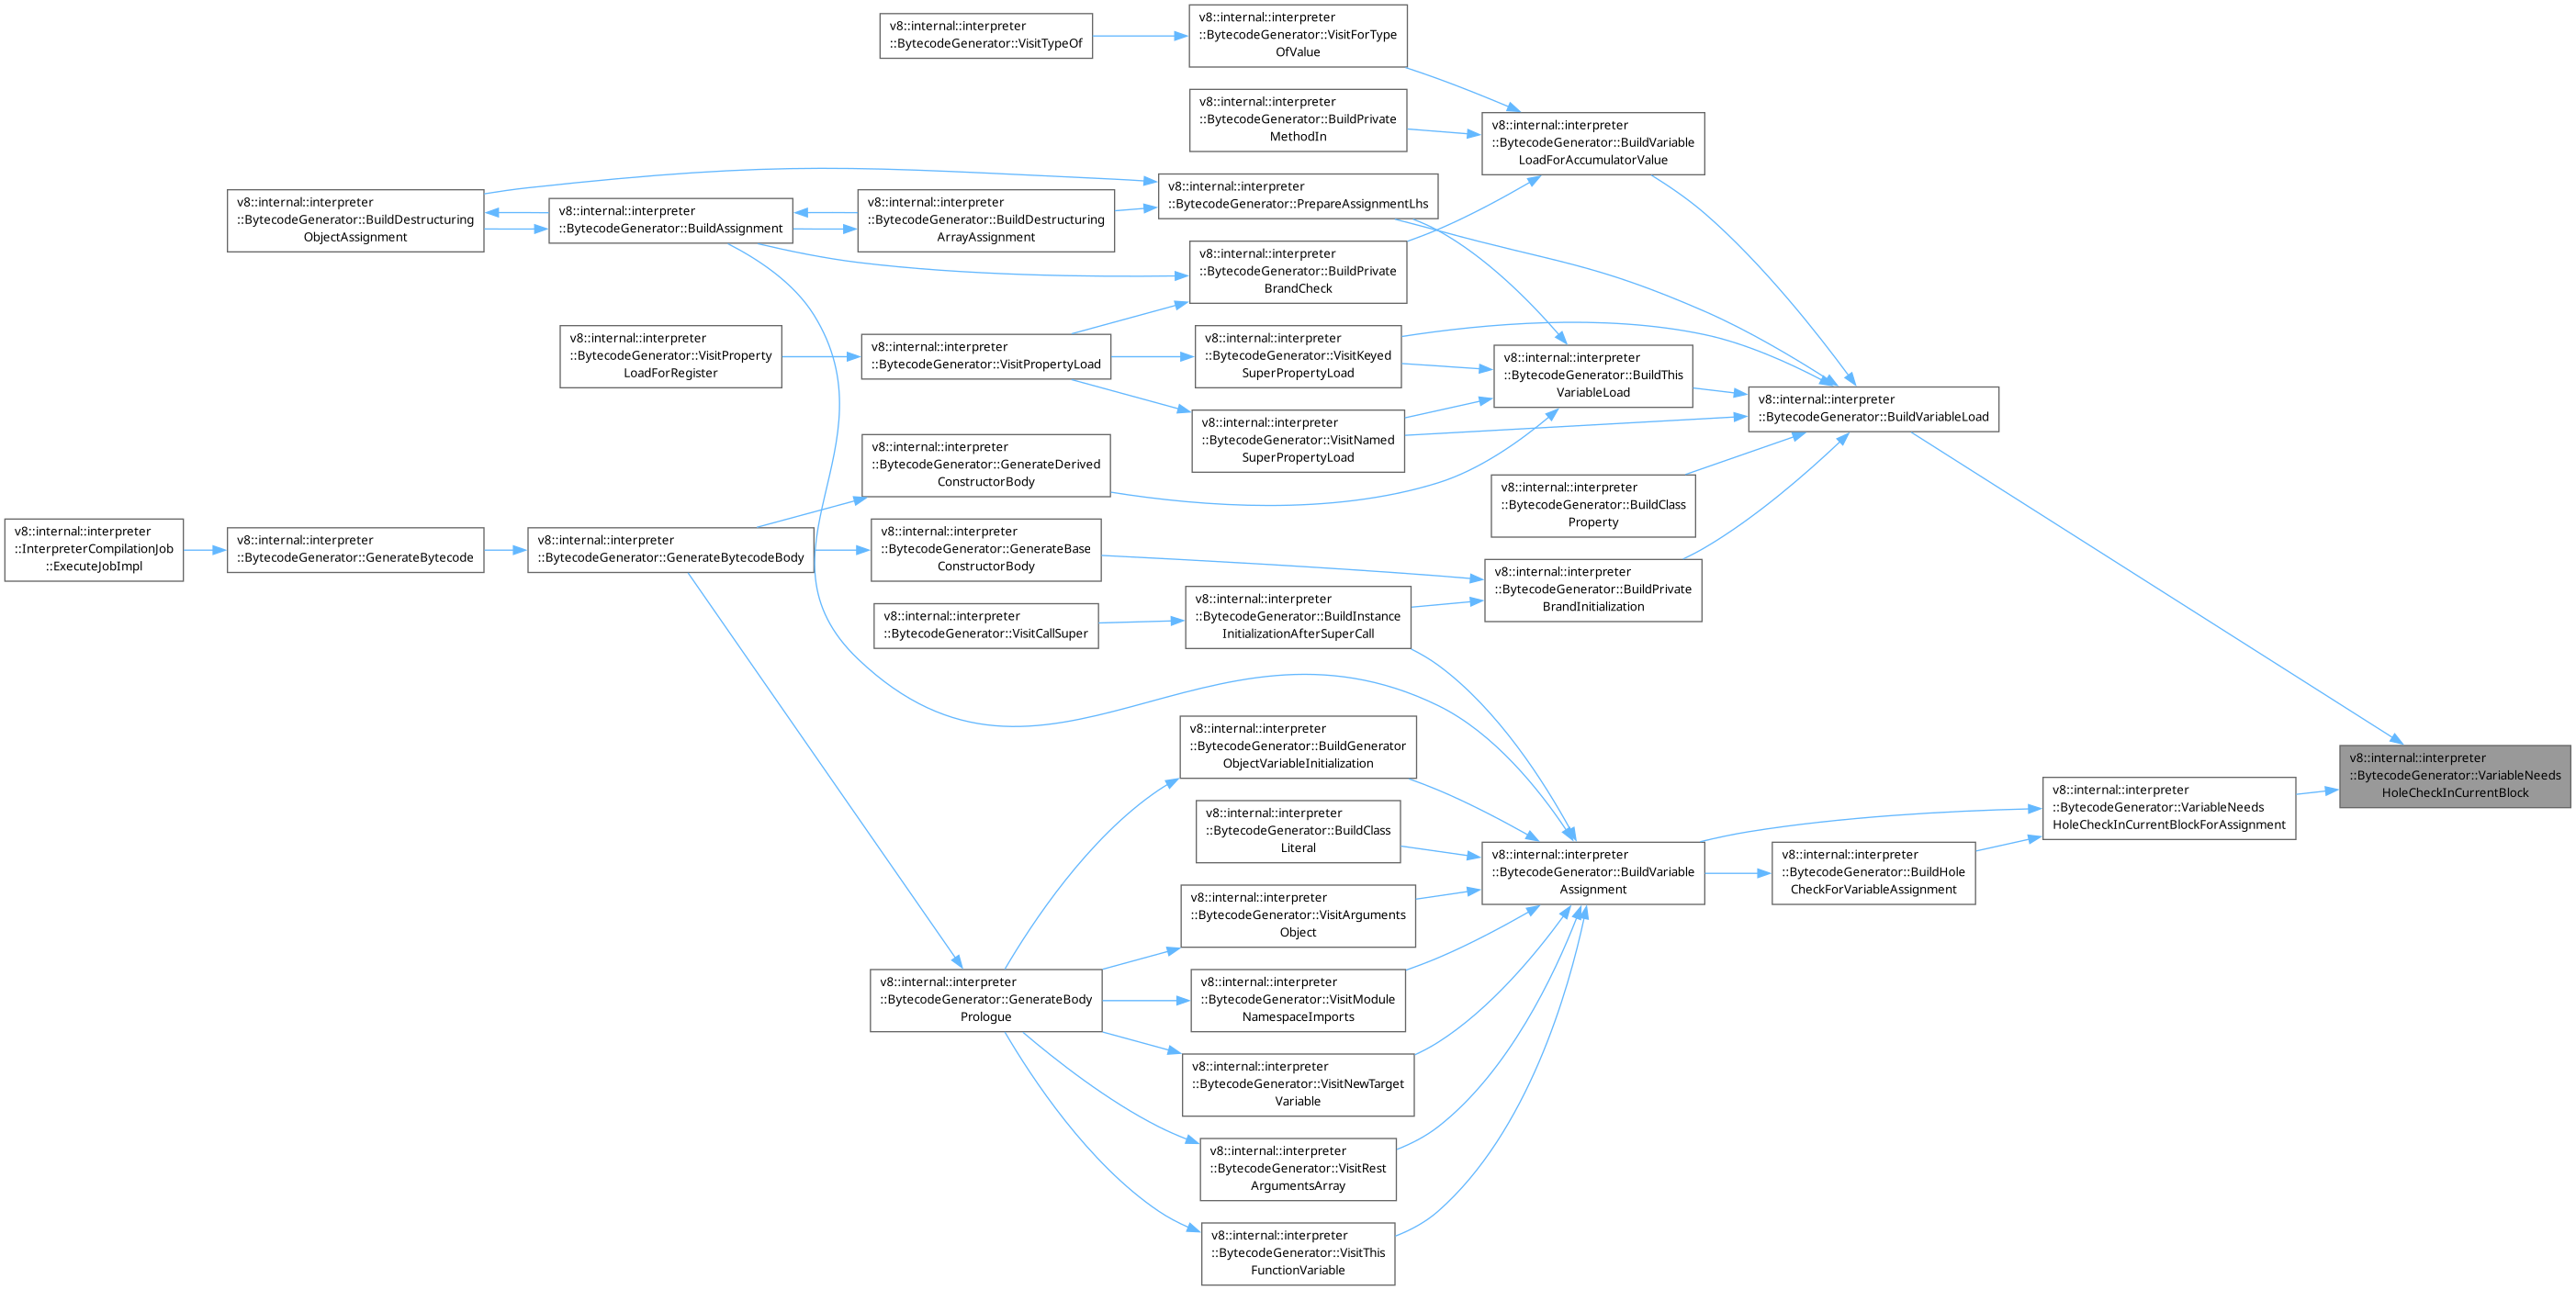 v8::internal::interpreter
::BytecodeGenerator::VisitTypeOf
v8::internal::interpreter
::BytecodeGenerator::VisitForType
OfValue
v8::internal::interpreter
::BytecodeGenerator::BuildPrivate
MethodIn
v8::internal::interpreter
::BytecodeGenerator::BuildVariable
LoadForAccumulatorValue
v8::internal::interpreter
::BytecodeGenerator::BuildDestructuring
ObjectAssignment
v8::internal::interpreter
::BytecodeGenerator::BuildAssignment
v8::internal::interpreter
::BytecodeGenerator::BuildDestructuring
ArrayAssignment
v8::internal::interpreter
::BytecodeGenerator::PrepareAssignmentLhs
v8::internal::interpreter
::BytecodeGenerator::BuildPrivate
BrandCheck
v8::internal::interpreter
::BytecodeGenerator::VisitProperty
LoadForRegister
v8::internal::interpreter
::BytecodeGenerator::VisitPropertyLoad
v8::internal::interpreter
::BytecodeGenerator::VisitKeyed
SuperPropertyLoad
v8::internal::interpreter
::BytecodeGenerator::BuildThis
VariableLoad
v8::internal::interpreter
::BytecodeGenerator::BuildVariableLoad
v8::internal::interpreter
::BytecodeGenerator::GenerateDerived
ConstructorBody
v8::internal::interpreter
::BytecodeGenerator::VisitNamed
SuperPropertyLoad
v8::internal::interpreter
::BytecodeGenerator::BuildClass
Property
v8::internal::interpreter
::InterpreterCompilationJob
::ExecuteJobImpl
v8::internal::interpreter
::BytecodeGenerator::GenerateBytecode
v8::internal::interpreter
::BytecodeGenerator::GenerateBytecodeBody
v8::internal::interpreter
::BytecodeGenerator::GenerateBase
ConstructorBody
v8::internal::interpreter
::BytecodeGenerator::BuildPrivate
BrandInitialization
v8::internal::interpreter
::BytecodeGenerator::VisitCallSuper
v8::internal::interpreter
::BytecodeGenerator::BuildInstance
InitializationAfterSuperCall
v8::internal::interpreter
::BytecodeGenerator::BuildGenerator
ObjectVariableInitialization
v8::internal::interpreter
::BytecodeGenerator::VariableNeeds
HoleCheckInCurrentBlock
v8::internal::interpreter
::BytecodeGenerator::VariableNeeds
HoleCheckInCurrentBlockForAssignment
v8::internal::interpreter
::BytecodeGenerator::BuildClass
Literal
v8::internal::interpreter
::BytecodeGenerator::BuildVariable
Assignment
v8::internal::interpreter
::BytecodeGenerator::BuildHole
CheckForVariableAssignment
v8::internal::interpreter
::BytecodeGenerator::VisitArguments
Object
v8::internal::interpreter
::BytecodeGenerator::GenerateBody
Prologue
v8::internal::interpreter
::BytecodeGenerator::VisitModule
NamespaceImports
v8::internal::interpreter
::BytecodeGenerator::VisitNewTarget
Variable
v8::internal::interpreter
::BytecodeGenerator::VisitRest
ArgumentsArray
v8::internal::interpreter
::BytecodeGenerator::VisitThis
FunctionVariable